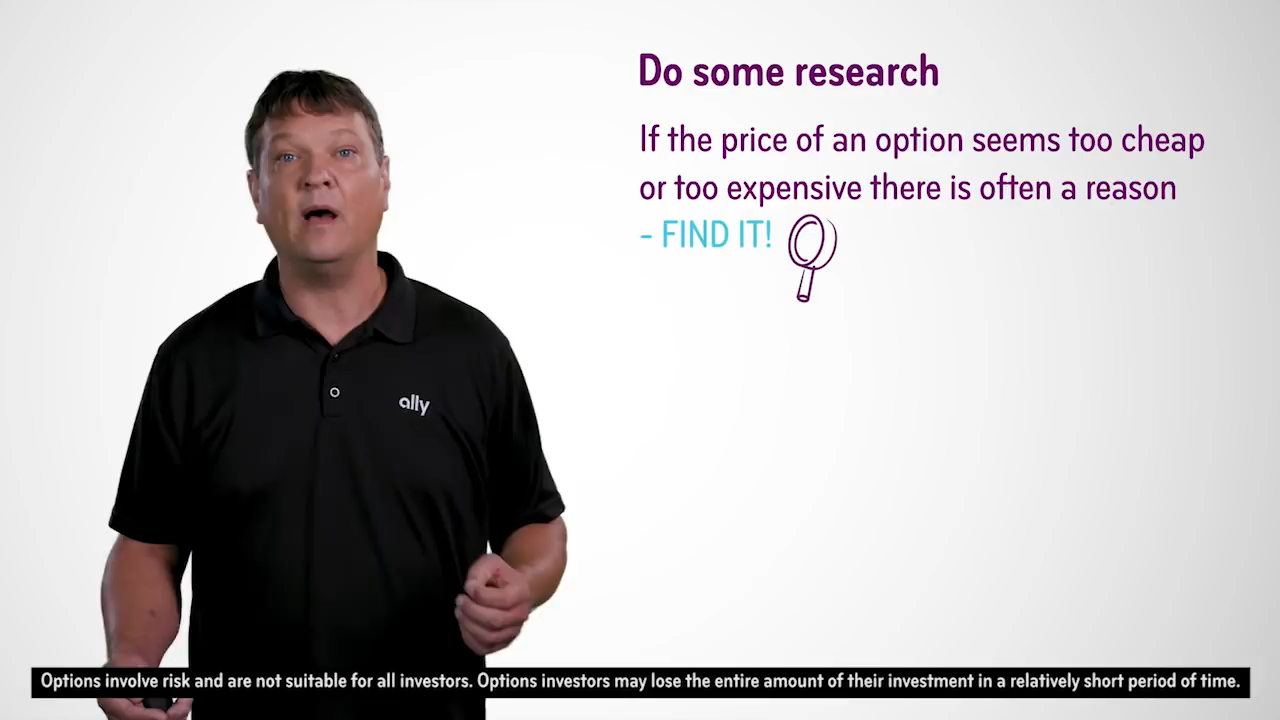 Do some research
If the price of an option seems too cheap
or too expensive there is often a reason
- FIND IT!
ally
Options involve risk and are not suitable for all investors. Options investors may lose the entire amount of their investment in a relatively short period of time.